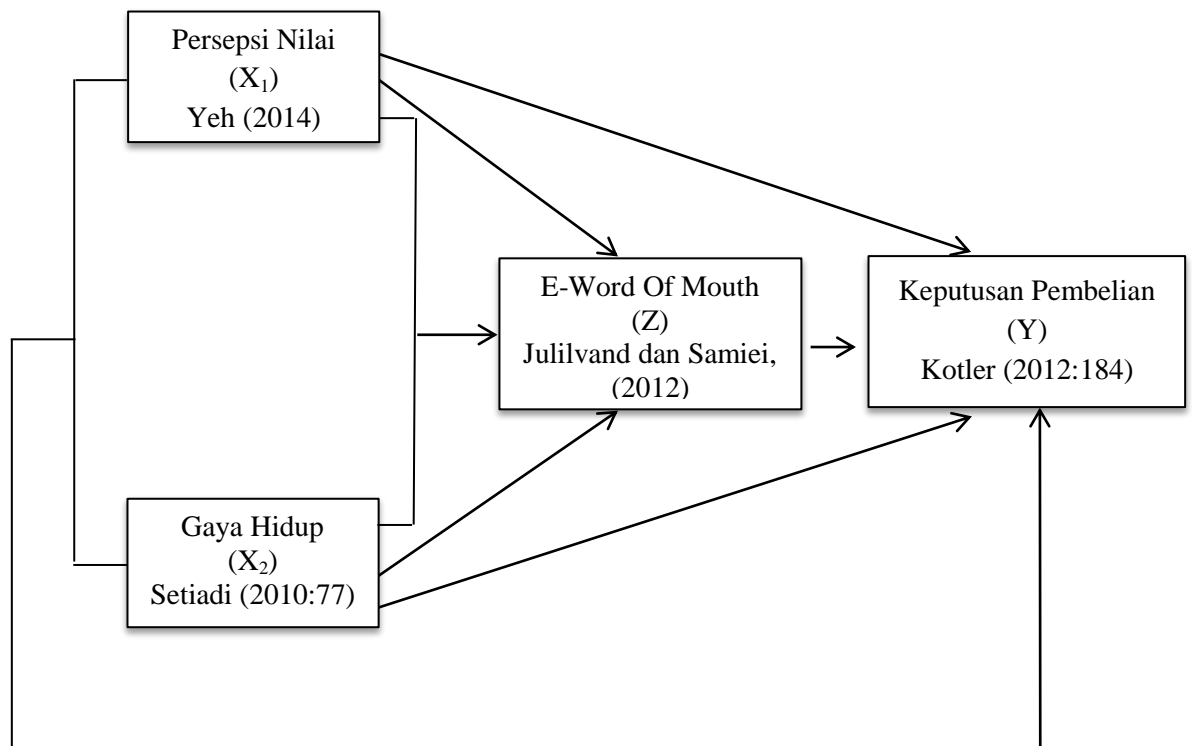 Persepsi Nilai
(X₁)
Yeh (2014)
E-Word Of Mouth
(Z)
Julilvand dan Samiei,
(2012)
Keputusan Pembelian
(Y)
Kotler (2012:184)
Gaya Hidup
(X₂)
Setiadi (2010:77)